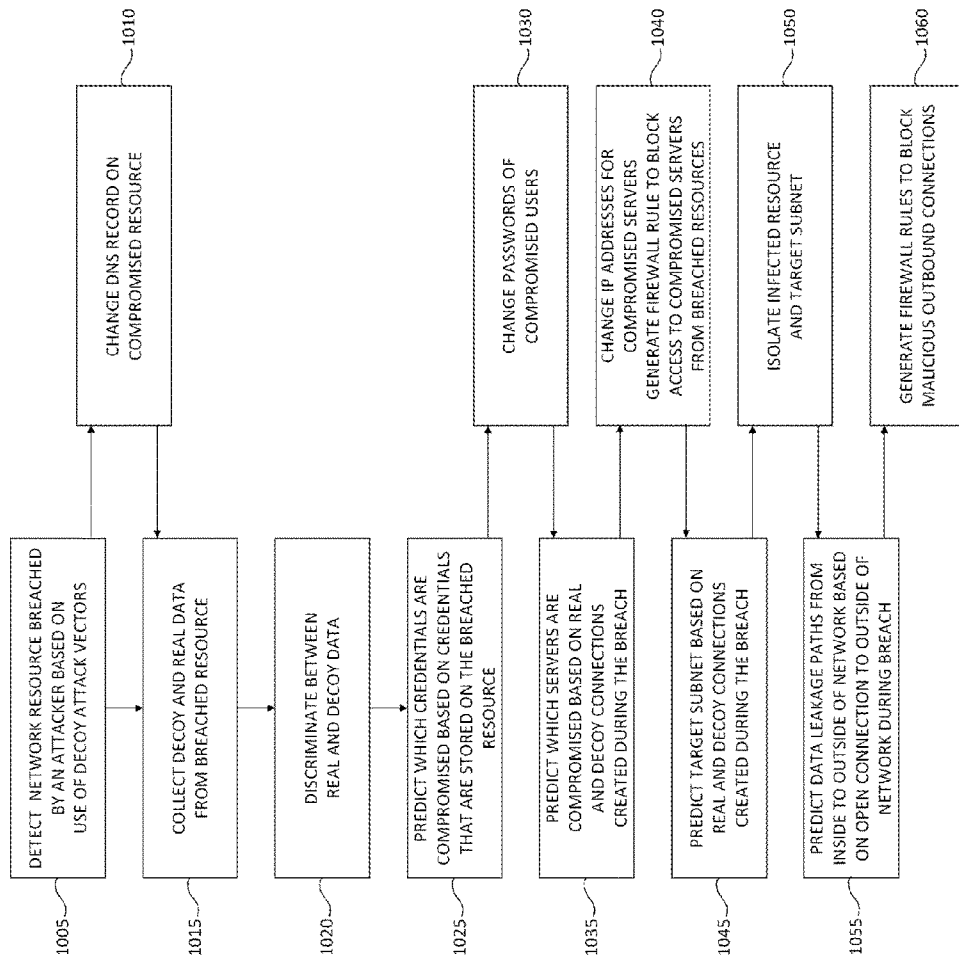 1005
DETECT NETWORK RESOURCE BREACHED
BY AN ATTACKER BASED ON
USE OF DECOY ATTACK VECTORS
1010
CHANGE DNS RECORD ON
COMPROMISED RESOURCE
1015
COLLECT DECOY AND REAL DATA
FROM BREACHED RESOURCE
1020
DISCRIMINATE BETWEEN
REAL AND DECOY DATA
1025
PREDICT WHICH CREDENTIALS ARE
COMPROMISED BASED ON CREDENTIALS
THAT ARE STORED ON THE BREACHED
RESOURCE
1030
CHANGE PASSWORDS OF
COMPROMISED USERS
1035
PREDICT WHICH SERVERS ARE
COMPROMISED BASED ON REAL
AND DECOY CONNECTIONS
CREATED DURING THE BREACH
1040
CHANGE IP ADDRESSES FOR
COMPROMISED SERVERS
GENERATE FIREWALL RULE TO BLOCK
ACCESS TO COMPRMISED SERVERS
FROM BREACHED RESOURCES
1045
PREDICT TARGET SUBNET BASED ON
REAL AND DECOY CONNECTIONS
CREATED DURING THE BREACH
1050
ISOLATE INFECTED RESOURCE
AND TARGET SUBNET
1055
PREDICT DATA LEAKAGE PATHS FROM
INSIDE TO OUTSIDE OF NETWORK BASED
ON OPEN CONNECTION TO OUTSIDE OF
NETWORK DURING BREACH
1060
GENERATE FIREWALL RULES TO BLOCK
MALICIOUS OUTBOUND CONNECTIONS